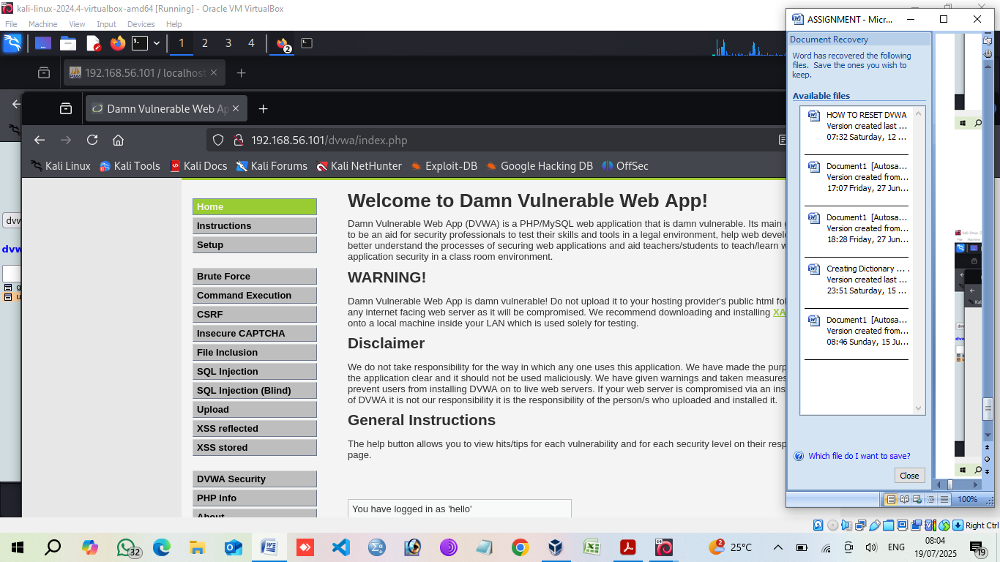 kali-linux-2024.4-virtualbox-amd64 [Running] - Oracle VM VirtualBox
File Machine View Input Devices Help
1 2 3 4 2
192.168.56.101 / localhost
Damn Vulnerable Web Ap
192.168.56.101/dvwa/index.php
Kali Linux Kali Tools Kali Docs Kali Forums Kali NetHunter Exploit-DB Google Hacking DB OffSec
Home
Instructions
Setup
Brute Force
Command Execution
CSRF
Insecure CAPTCHA
File Inclusion
SQL Injection
SQL Injection (Blind)
Upload
XSS reflected
XSS stored
DVWA Security
PHP Info
About
Welcome to Damn Vulnerable Web App!
Damn Vulnerable Web App (DVWA) is a PHP/MySQL web application that is damn vulnerable. Its main
to be an aid for security professionals to test their skills and tools in a legal environment, help web devel
better understand the processes of securing web applications and aid teachers/students to teach/learn w
application security in a class room environment.
WARNING!
Damn Vulnerable Web App is damn vulnerable! Do not upload it to your hosting provider's public html fol
any internet facing web server as it will be compromised. We recommend downloading and installing XA
onto a local machine inside your LAN which is used solely for testing.
Disclaimer
We do not take responsibility for the way in which any one uses this application. We have made the purp
the application clear and it should not be used maliciously. We have given warnings and taken measures
prevent users from installing DVWA on to live web servers. If your web server is compromised via an ins
of DVWA it is not our responsibility it is the responsibility of the person/s who uploaded and installed it.
General Instructions
The help button allows you to view hits/tips for each vulnerability and for each security level on their resp
page.
You have logged in as 'hello'
dvw
dvw
g
u
ASSIGNMENT - Micr...
Document Recovery
Word has recovered the following
files. Save the ones you wish to
keep.
Available files
HOW TO RESET DVWA
Version created last ...
07:32 Saturday, 12 ...
Document1 [Autosa...
Version created from...
17:07 Friday, 27 Jun...
Document1 [Autosa...
Version created from...
18:28 Friday, 27 Jun...
Creating Dictionary ... .
Version created last ...
23:51 Saturday, 15 ...
Document1 [Autosa...
Version created from...
08:46 Sunday, 15 Ju...
Which file do I want to save?
Close
100%
Right Ctrl
32
2 25°C ENG 08:04
19/07/2025 19